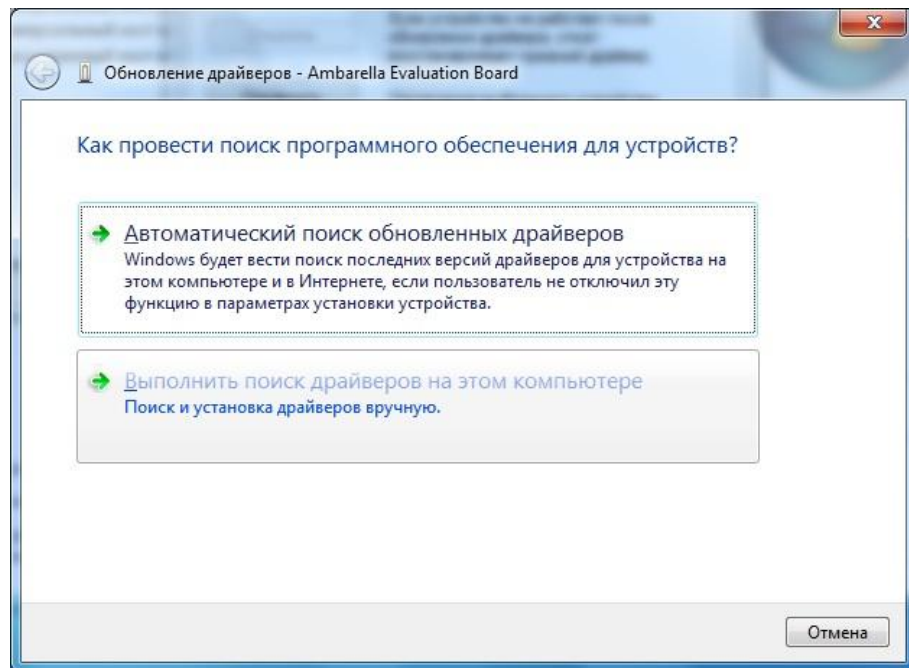 Обновление драйверов - Ambarella Evaluation Board
Как провести поиск программного обеспечения для устройств?
Автоматический поиск обновленных драйверов
Windows будет вести поиск последних версий драйверов для устройства на
этом компьютере и в Интернете, если пользователь не отключил эту
функцию в параметрах установки устройства.
Выполнить поиск драйверов на этом компьютере
Поиск и установка драйверов вручную.
Отмена